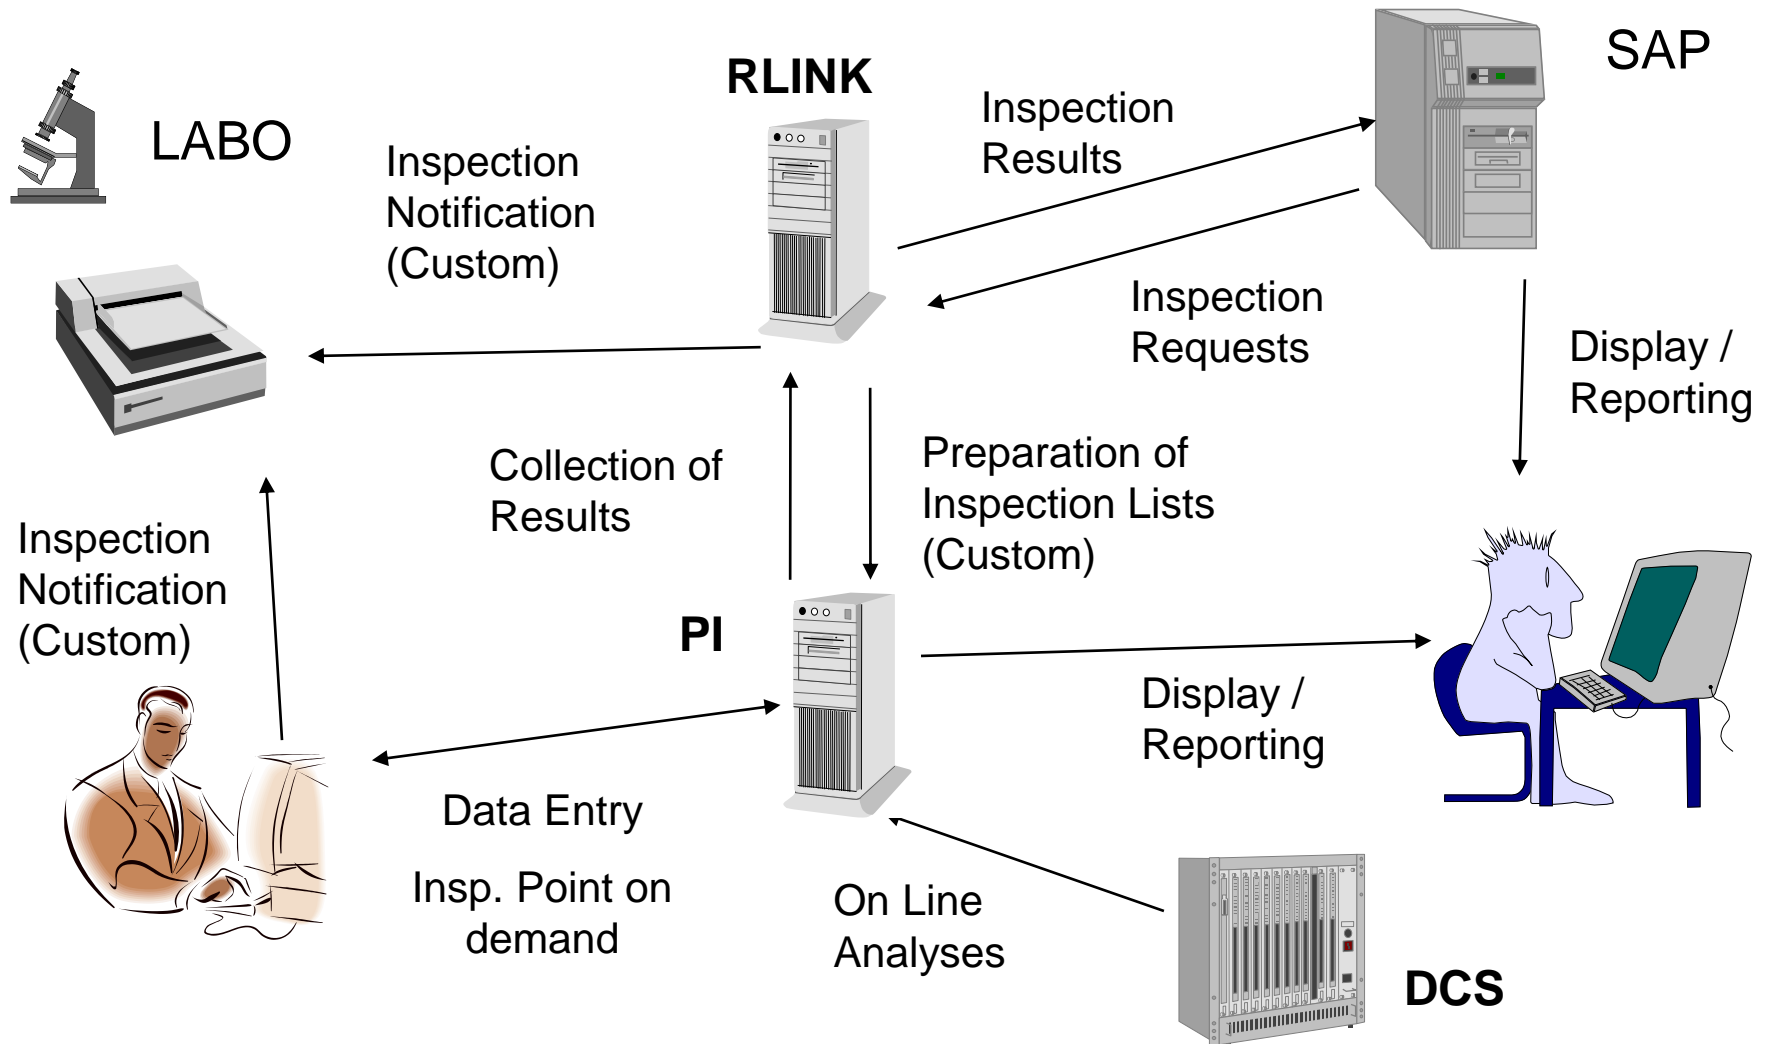 RLINK
SAP
LABO
Inspection
Results
Inspection
Notification
(Custom)
Inspection
Requests
Display /
Reporting
Collection of
Results
Preparation of
Inspection Lists
(Custom)
Inspection
Notification
(Custom)
PI
Display /
Reporting
Data Entry
Insp. Point on
demand
On Line
Analyses
DCS